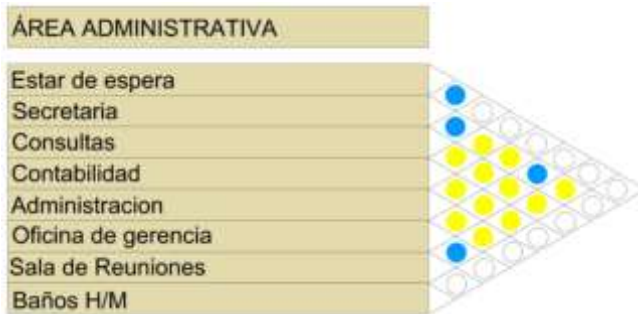 ÁREA ADMINISTRATIVA
Estar de espera
Secretaria
Consultas
Contabilidad
Administracion
Oficina de gerencia
Sala de Reuniones
Baños H/M